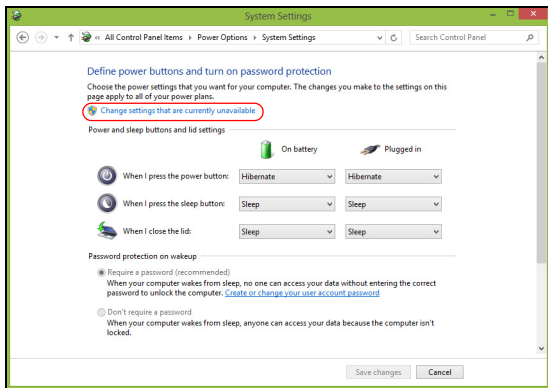 System Settings
« All Control Panel Items Power Options System Settings
Search Control Panel
Define power buttons and turn on password protection
Choose the power settings that you want for your computer. The changes you make to the settings on this
page apply to all of your power plans.
Change settings that are currently unavailable
Power and sleep buttons and lid settings
On battery Plugged in
When I press the power button: Hibernate Hibernate
When I press the sleep button: Sleep Sleep
When I close the lid: Sleep Sleep
Password protection on wakeup
Require a password (recommended)
When your computer wakes from sleep, no one can access your data without entering the correct
password to unlock the computer. Create or change your user account password
Don't require a password
When your computer wakes from sleep, anyone can access your data because the computer isn't
locked.
Save changes Cancel